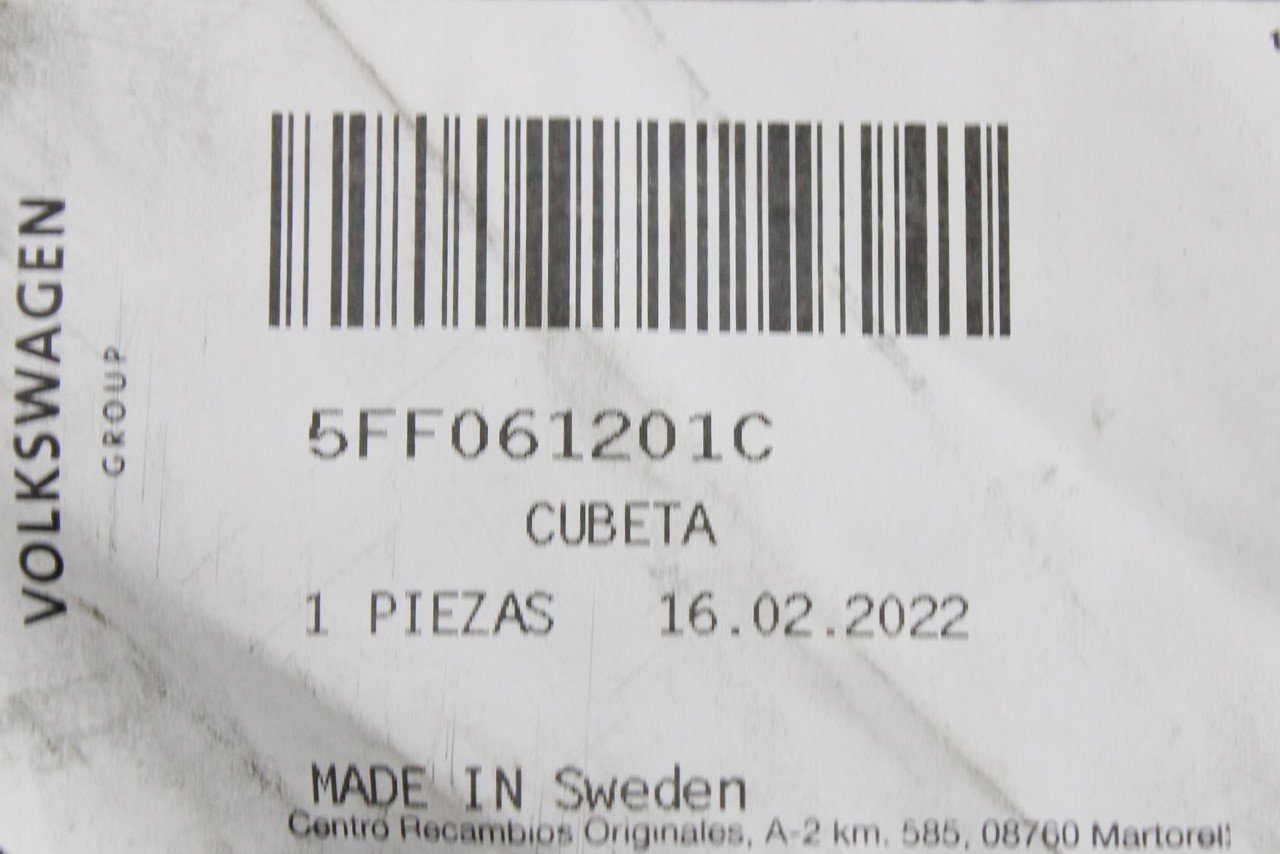 VOLKSWAGEN
GROUP
5FF061201C
CUBETA
1 PIEZAS 16.02.2022
MADE IN Sweden
Centro Recambios Originales, A-2 km. 585, 08760 Martorell